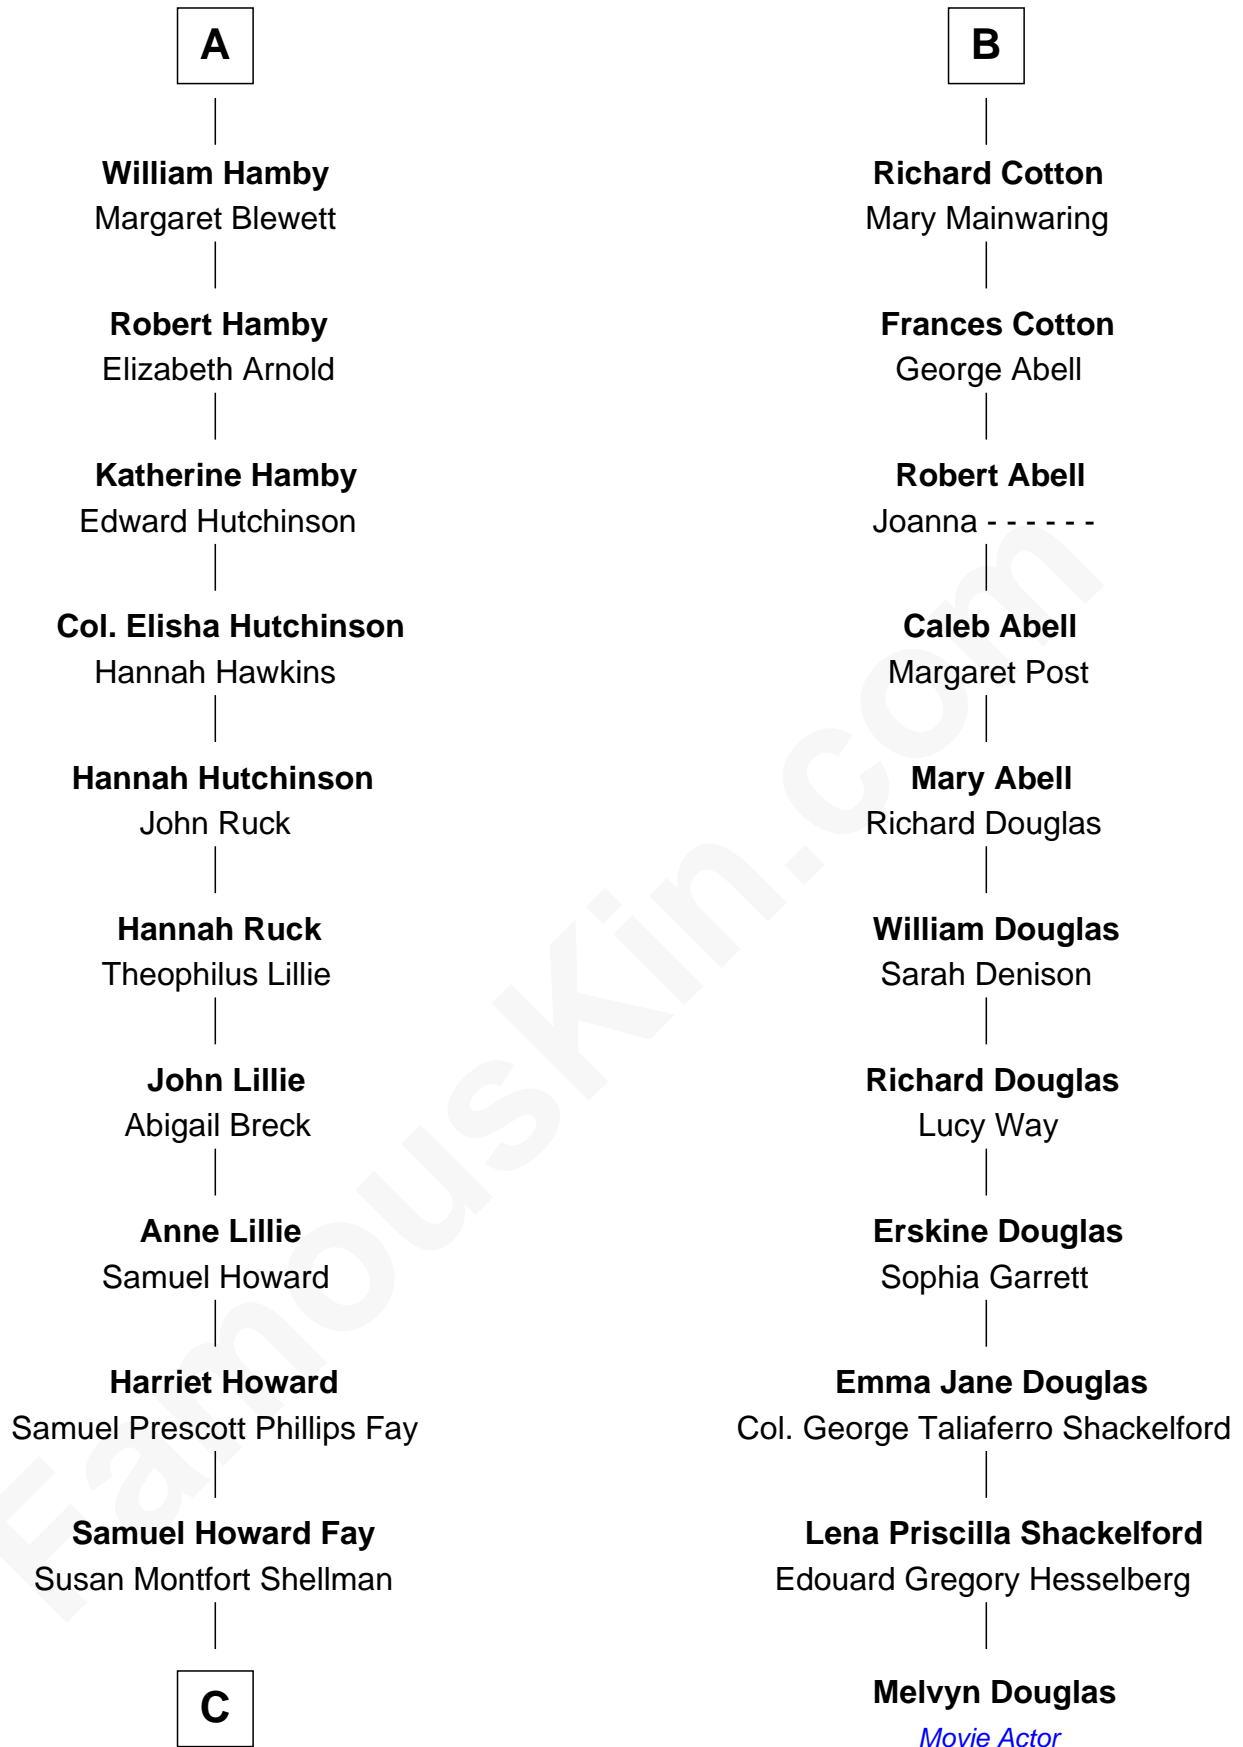 A
William Hamby
Margaret Blewett
Robert Hamby
Elizabeth Arnold
Katherine Hamby
Edward Hutchinson
Col. Elisha Hutchinson
Hannah Hawkins
Hannah Hutchinson
John Ruck
Hannah Ruck
Theophilus Lillie
John Lillie
Abigail Breck
Anne Lillie
Samuel Howard
Harriet Howard
Samuel Prescott Phillips Fay
Samuel Howard Fay
Susan Montfort Shellman
C
B
Richard Cotton
Mary Mainwaring
Frances Cotton
George Abell
Robert Abell
Joanna - - - - - -
Caleb Abell
Margaret Post
Mary Abell
Richard Douglas
William Douglas
Sarah Denison
Richard Douglas
Lucy Way
Erskine Douglas
Sophia Garrett
Emma Jane Douglas
Col. George Taliaferro Shackelford
Lena Priscilla Shackelford
Edouard Gregory Hesselberg
Melvyn Douglas
Movie Actor
FamousKin.com